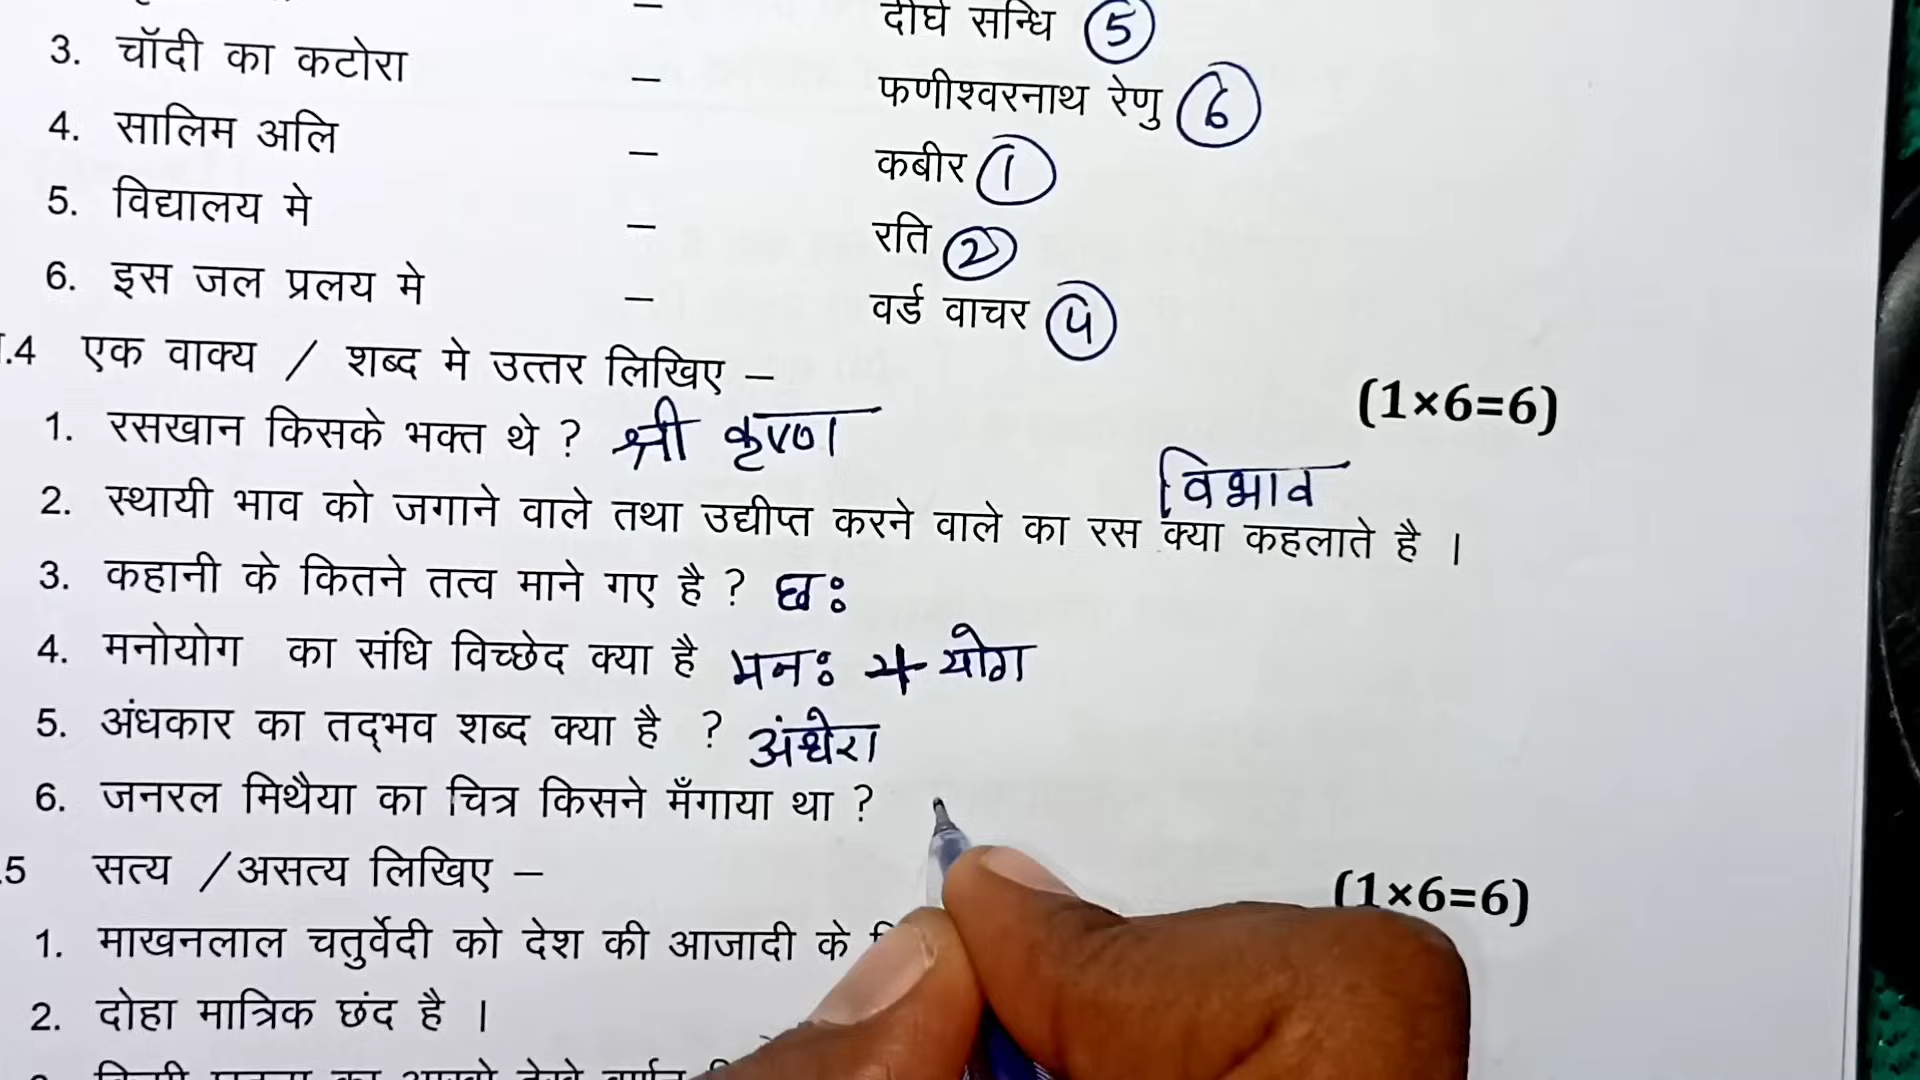 – दीर्घ सन्धि 5
3. चॉदी का कटोरा – फणीश्वरनाथ रेणु 6
4. सालिम अलि – कबीर 1
5. विद्यालय मे – रति 2
6. इस जल प्रलय मे – वर्ड वाचर 4
.4 एक वाक्य / शब्द मे उत्तर लिखिए – (1×6=6)
1. रसखान किसके भक्त थे ? श्री कृष्ण
विभाव
2. स्थायी भाव को जगाने वाले तथा उद्यीप्त करने वाले का रस क्या कहलाते है ।
3. कहानी के कितने तत्व माने गए है ? छः
4. मनोयोग का संधि विच्छेद क्या है मनः + योग
5. अंधकार का तद्भव शब्द क्या है ? अंधेरा
6. जनरल मिथैया का चित्र किसने मँगाया था ?
.5 सत्य /असत्य लिखिए – (1×6=6)
1. माखनलाल चतुर्वेदी को देश की आजादी के
2. दोहा मात्रिक छंद है ।